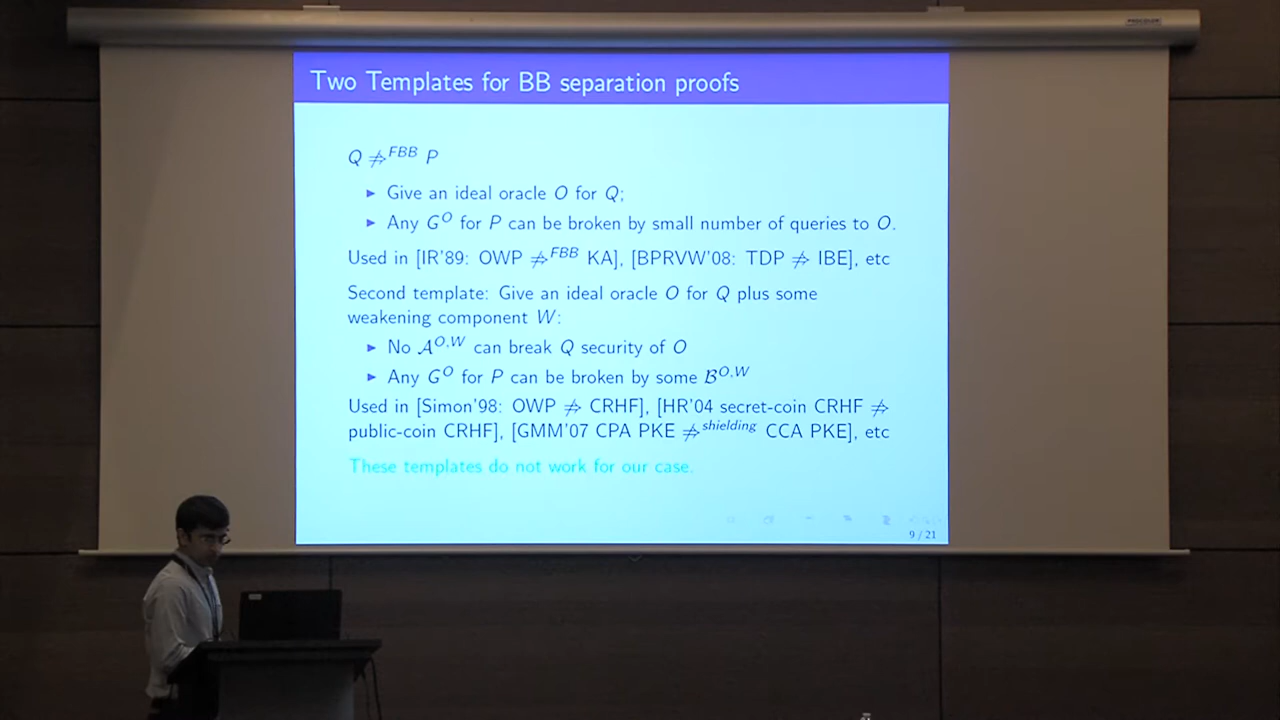 Two Templates for BB separation proofs
Q ⇏^FBB P
► Give an ideal oracle O for Q;
► Any G^O for P can be broken by small number of queries to O.
Used in [IR'89: OWP ⇏^FBB KA], [BPRVW'08: TDP ⇏ IBE], etc
Second template: Give an ideal oracle O for Q plus some
weakening component W:
► No 𝒜^O,W can break Q security of O
► Any G^O for P can be broken by some ℬ^O,W
Used in [Simon'98: OWP ⇏ CRHF], [HR'04 secret-coin CRHF ⇏
public-coin CRHF], [GMM'07 CPA PKE ⇏^shielding CCA PKE], etc
These templates do not work for our case.
9 / 21